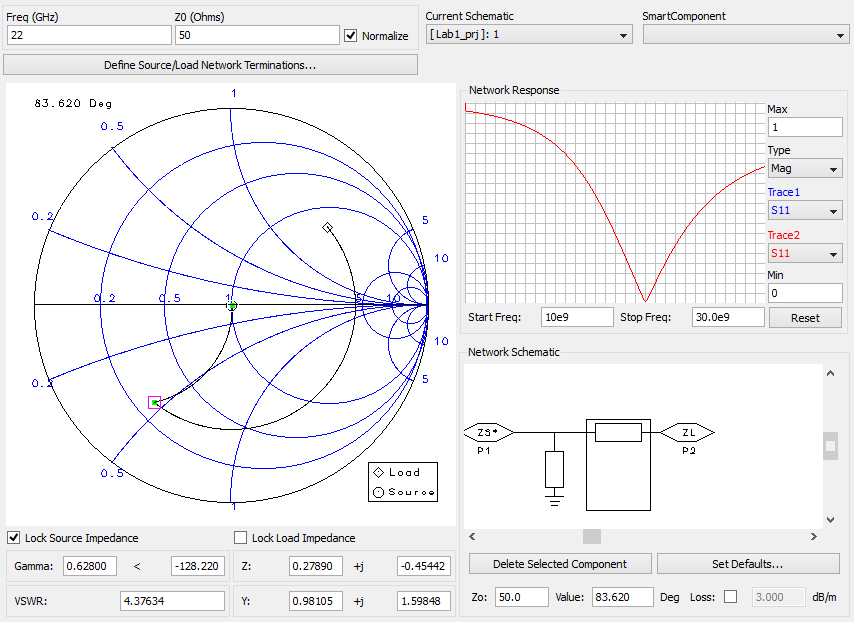 Freq (GHz) Z0 (Ohms) Current Schematic SmartComponent
22 50 Normalize [Lab1_prj]: 1
Define Source/Load Network Terminations...
Network Response
83.620 Deg
1
0.5
0.2
5
10
0.2 0.5 1 5 10
10
5
0.2
0.5
1
Load
Source
Max
1
Type
Mag
Trace1
S11
Trace2
S11
Min
0
Start Freq: 10e9 Stop Freq: 30.0e9 Reset
Network Schematic
ZS* ZL
P1 P2
Lock Source Impedance Lock Load Impedance
Gamma: 0.62800 < -128.220 Z: 0.27890 +j -0.45442
VSWR: 4.37634 Y: 0.98105 +j 1.59848
Delete Selected Component Set Defaults...
Zo: 50.0 Value: 83.620 Deg Loss: 3.000 dB/m